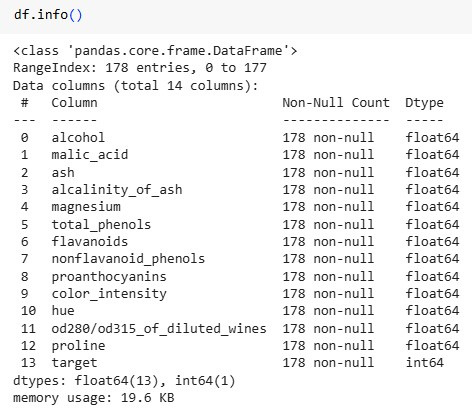 df.info()
<class 'pandas.core.frame.DataFrame'>
RangeIndex: 178 entries, 0 to 177
Data columns (total 14 columns):
 #   Column                        Non-Null Count  Dtype
---  ------                        --------------  -----
 0   alcohol                       178 non-null    float64
 1   malic_acid                    178 non-null    float64
 2   ash                           178 non-null    float64
 3   alcalinity_of_ash             178 non-null    float64
 4   magnesium                     178 non-null    float64
 5   total_phenols                 178 non-null    float64
 6   flavanoids                    178 non-null    float64
 7   nonflavanoid_phenols          178 non-null    float64
 8   proanthocyanins               178 non-null    float64
 9   color_intensity               178 non-null    float64
 10  hue                           178 non-null    float64
 11  od280/od315_of_diluted_wines  178 non-null    float64
 12  proline                       178 non-null    float64
 13  target                        178 non-null    int64
dtypes: float64(13), int64(1)
memory usage: 19.6 KB